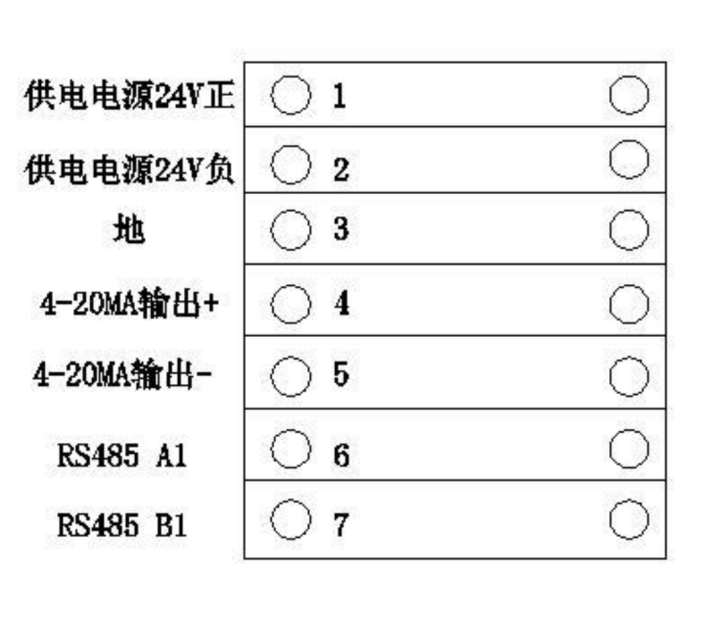 供电电源24V正 1
供电电源24V负 2
地 3
4-20MA输出+ 4
4-20MA输出- 5
RS485 A1 6
RS485 B1 7